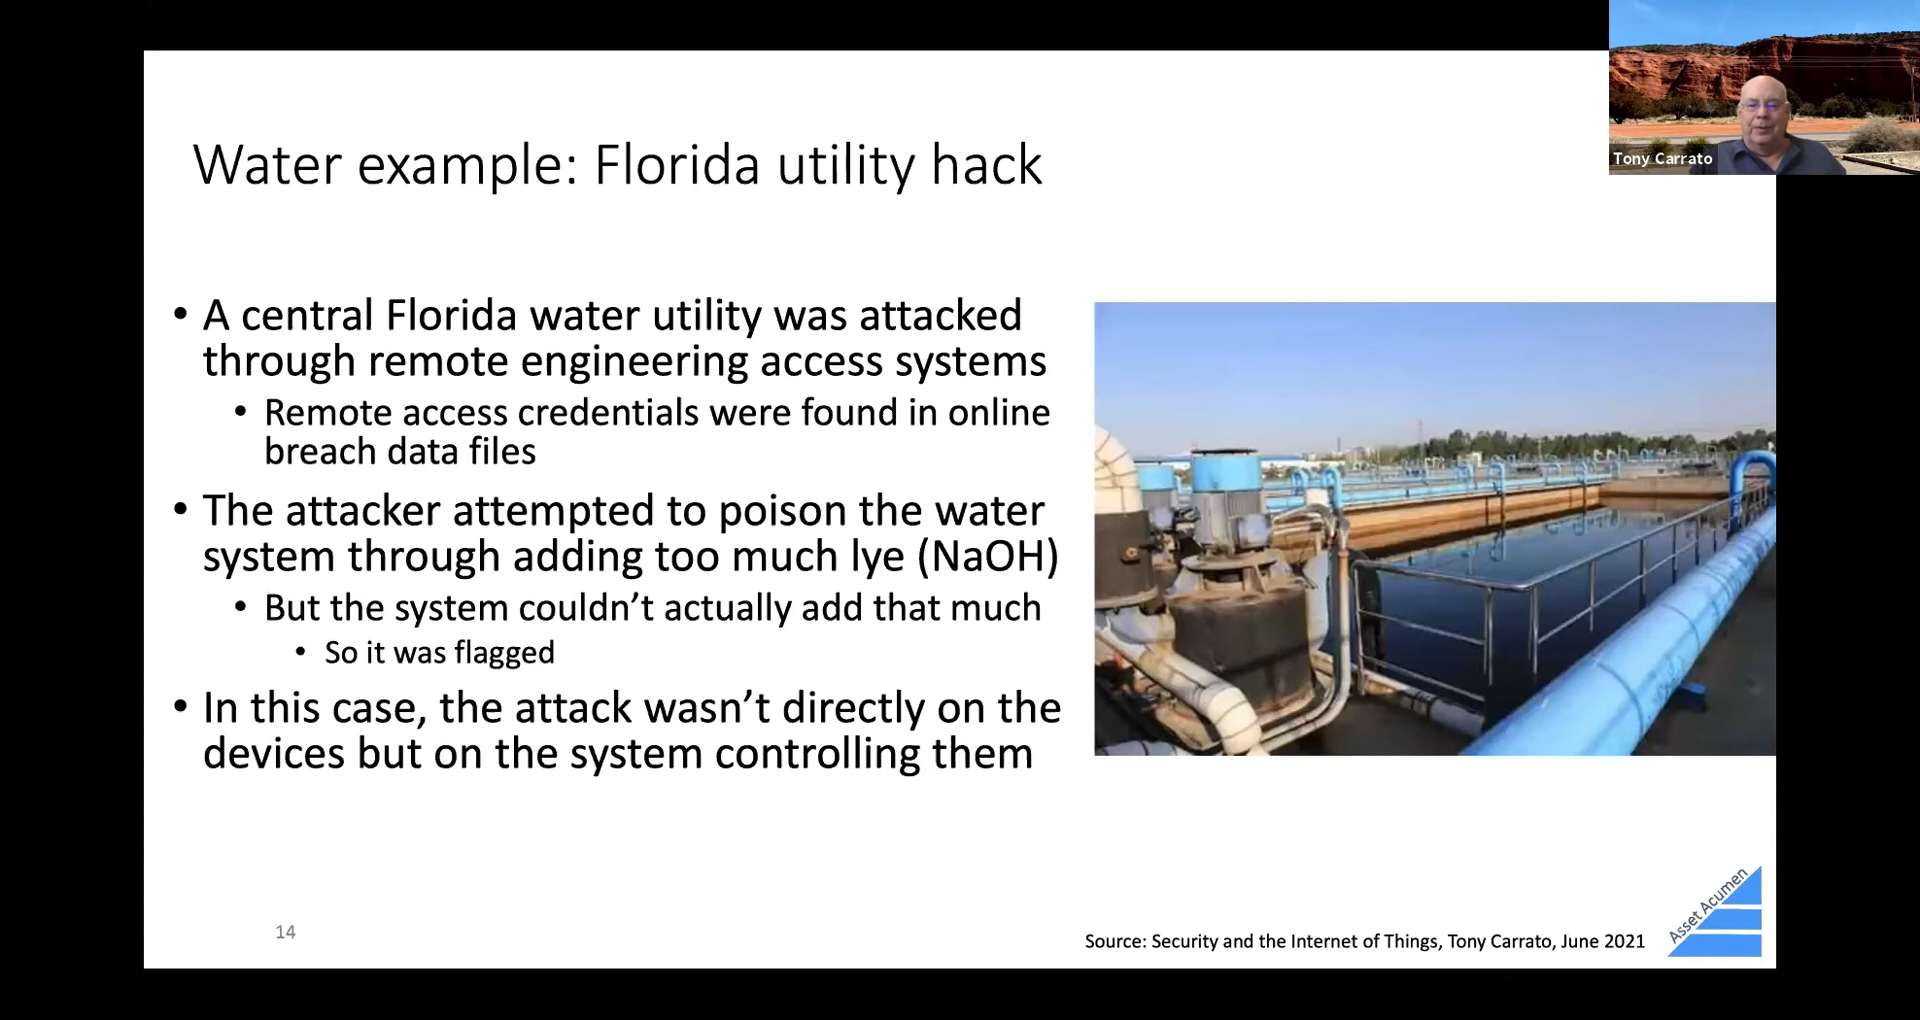 Tony Carrato
Water example: Florida utility hack
• A central Florida water utility was attacked
through remote engineering access systems
• Remote access credentials were found in online
breach data files
• The attacker attempted to poison the water
system through adding too much lye (NaOH)
• But the system couldn’t actually add that much
• So it was flagged
• In this case, the attack wasn’t directly on the
devices but on the system controlling them
14
Source: Security and the Internet of Things, Tony Carrato, June 2021
Asset Acumen